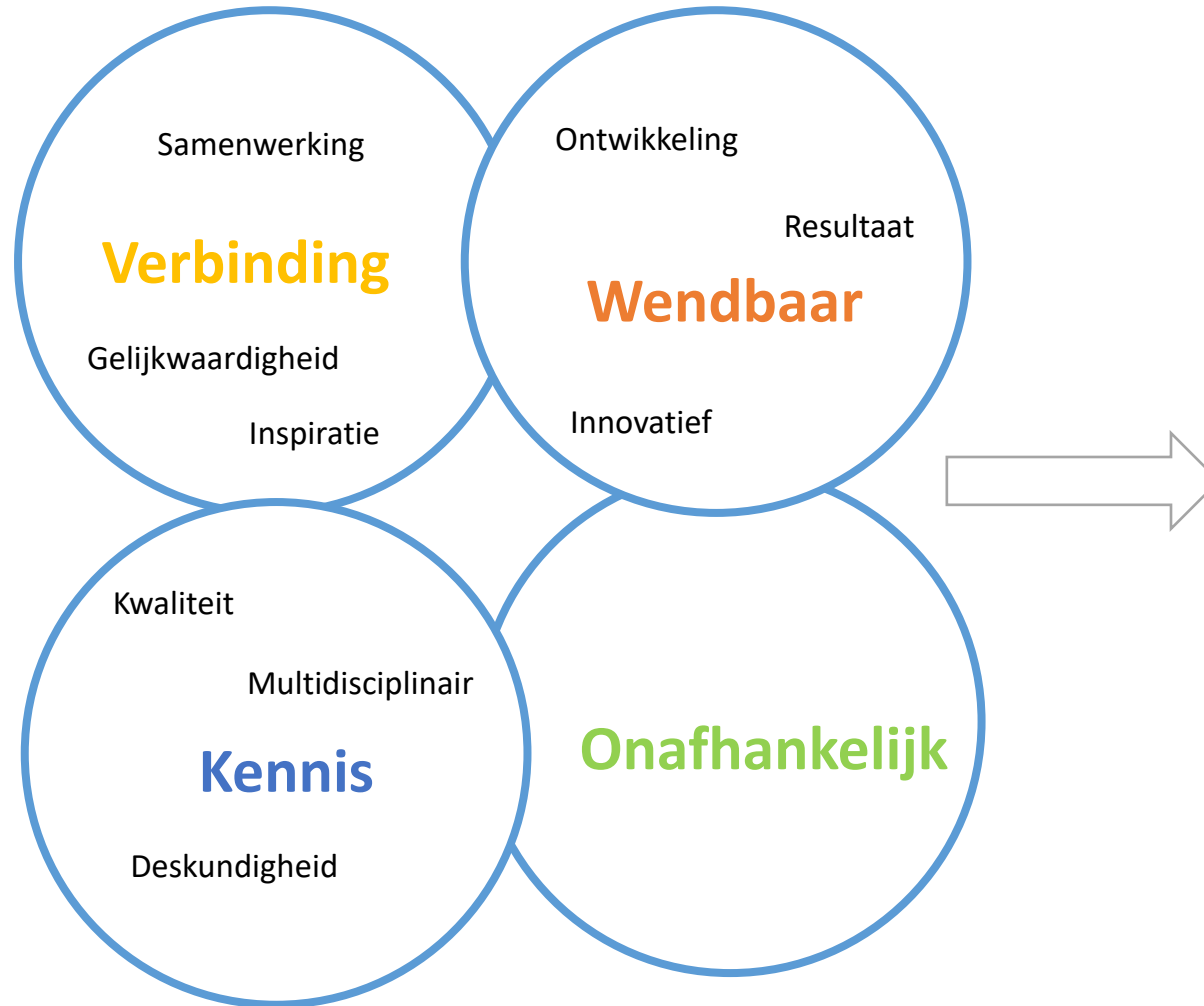 Samenwerking
Verbinding
Gelijkwaardigheid
Inspiratie
Ontwikkeling
Resultaat
Wendbaar
Innovatief
Kwaliteit
Multidisciplinair
Kennis
Deskundigheid
Onafhankelijk